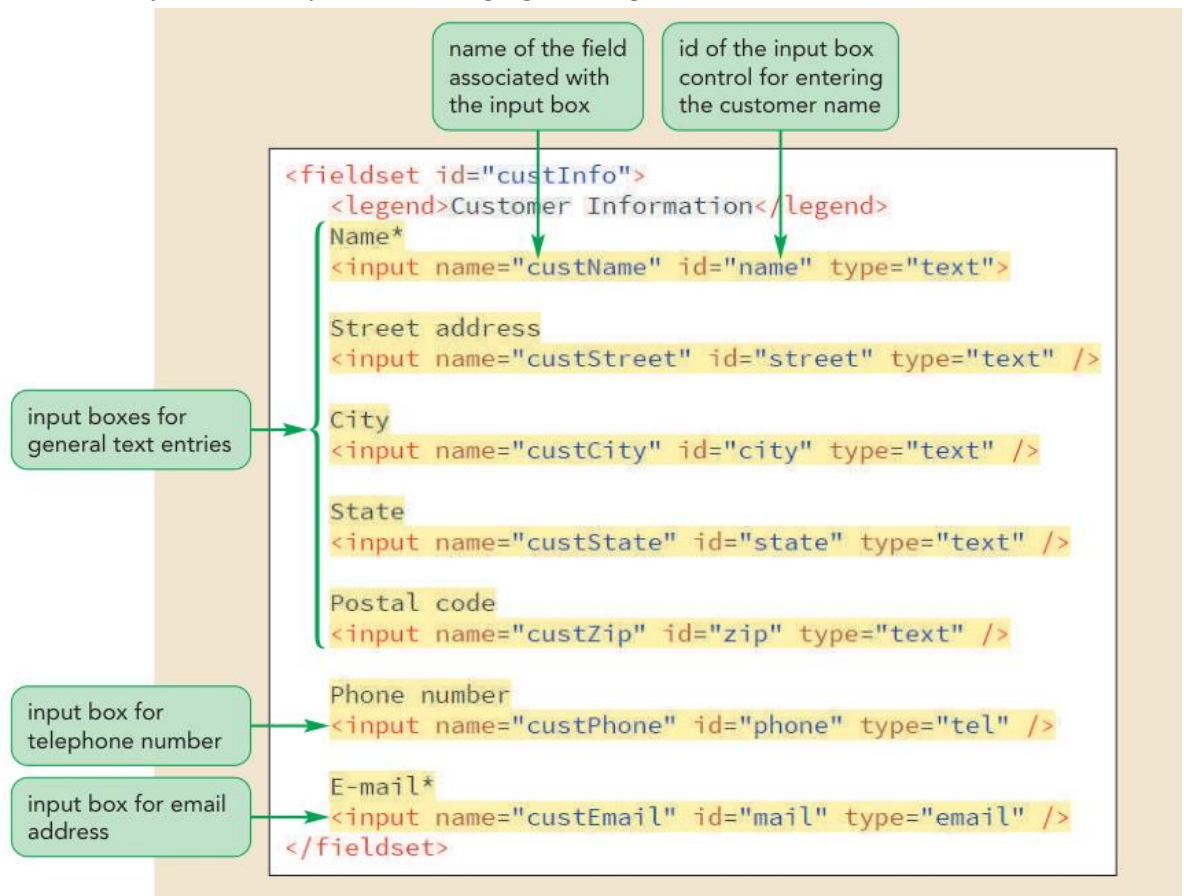 name of the field
associated with
the input box
id of the input box
control for entering
the customer name
<fieldset id="custInfo">
<legend>Customer Information</legend>
Name*
<input name="custName" id="name" type="text">
Street address
<input name="custStreet" id="street" type="text" />
City
<input name="custCity" id="city" type="text" />
State
<input name="custState" id="state" type="text" />
Postal code
<input name="custZip" id="zip" type="text" />
Phone number
<input name="custPhone" id="phone" type="tel" />
E-mail*
<input name="custEmail" id="mail" type="email" />
</fieldset>
input boxes for
general text entries
input box for
telephone number
input box for email
address